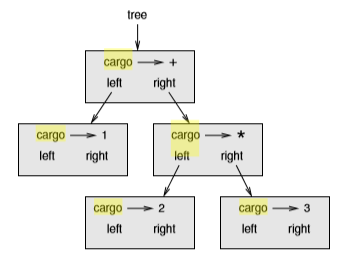 tree
cargo +
left right
cargo 1 cargo *
left right left right
cargo 2 cargo 3
left right left right